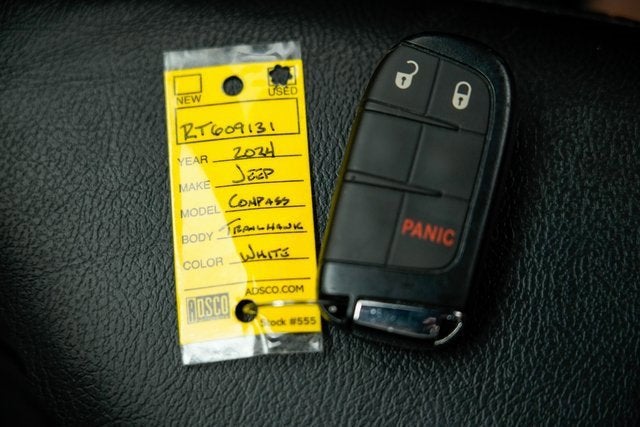 NEW USED
RT609131
YEAR 2024
MAKE JEEP
MODEL COMPASS
BODY TRAILHAWK
COLOR WHITE
ADSCO.COM
ADSCO
Stock #555
PANIC